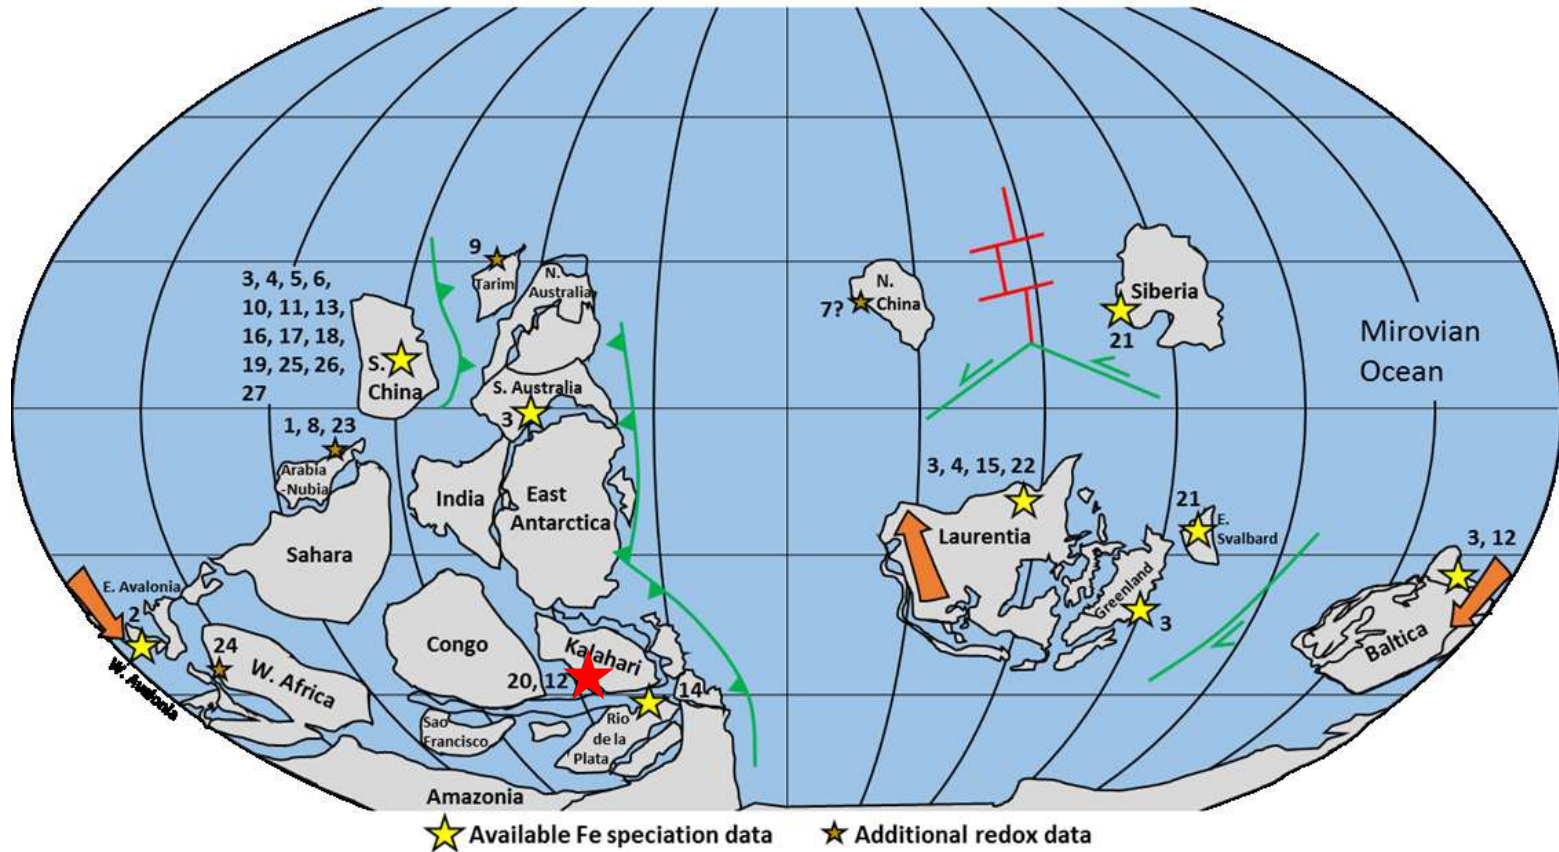 9
Tarim
N.
Australia
3, 4, 5, 6,
10, 11, 13,
16, 17, 18,
19, 25, 26,
27
S.
China
S. Australia
3
N.
China
7?
Siberia
21
Mirovian
Ocean
1, 8, 23
Arabia
-Nubia
India
East
Antarctica
Sahara
3, 4, 15, 22
Laurentia
21
E.
Svalbard
Greenland
3
3, 12
Baltica
E. Avalonia
2
W. Avalonia
24
W. Africa
Congo
Kalahari
20, 12
14
Sao
Francisco
Rio
de la
Plata
Amazonia
Available Fe speciation data
Additional redox data